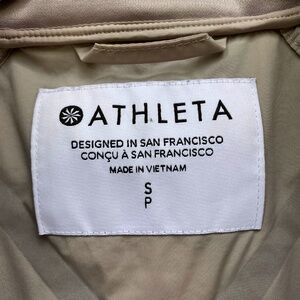 ATHLETA
DESIGNED IN SAN FRANCISCO
CONÇU À SAN FRANCISCO
MADE IN VIETNAM
S
P